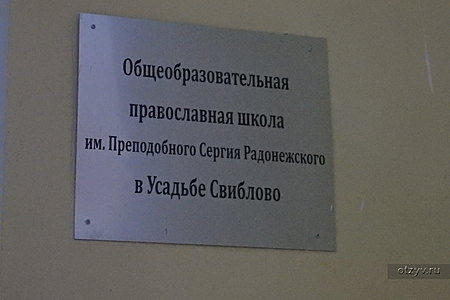 Общеобразовательная
православная школа
им. Преподобного Сергия Радонежского
в Усадьбе Свиблово
otzyv.ru